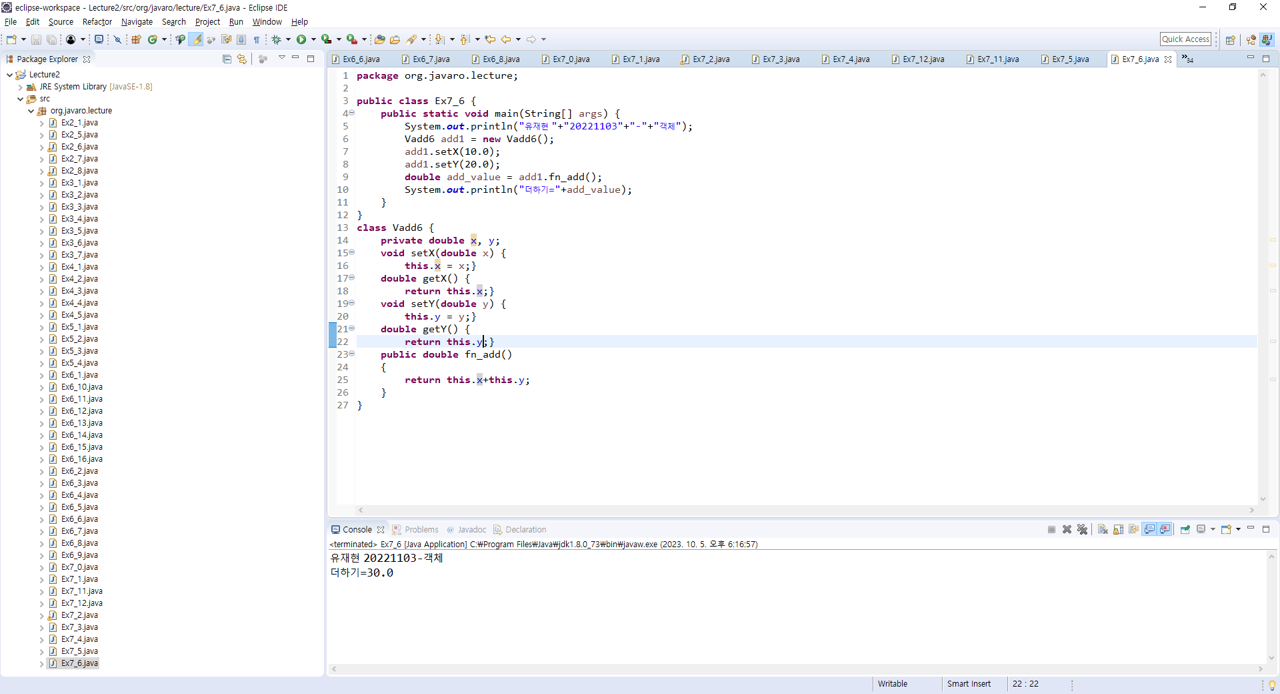 eclipse-workspace - Lecture2/src/org/javaro/lecture/Ex7_6.java - Eclipse IDE
File Edit Source Refactor Navigate Search Project Run Window Help
Quick Access
Package Explorer
Lecture2
JRE System Library [JavaSE-1.8]
src
org.javaro.lecture
Ex2_1.java
Ex2_5.java
Ex2_6.java
Ex2_7.java
Ex2_8.java
Ex3_1.java
Ex3_2.java
Ex3_3.java
Ex3_4.java
Ex3_5.java
Ex3_6.java
Ex3_7.java
Ex4_1.java
Ex4_2.java
Ex4_3.java
Ex4_4.java
Ex4_5.java
Ex5_1.java
Ex5_2.java
Ex5_3.java
Ex5_4.java
Ex6_1.java
Ex6_10.java
Ex6_11.java
Ex6_12.java
Ex6_13.java
Ex6_14.java
Ex6_15.java
Ex6_16.java
Ex6_2.java
Ex6_3.java
Ex6_4.java
Ex6_5.java
Ex6_6.java
Ex6_7.java
Ex6_8.java
Ex6_9.java
Ex7_0.java
Ex7_1.java
Ex7_11.java
Ex7_12.java
Ex7_2.java
Ex7_3.java
Ex7_4.java
Ex7_5.java
Ex7_6.java
Ex6_6.java Ex6_7.java Ex6_8.java Ex7_0.java Ex7_1.java Ex7_2.java Ex7_3.java Ex7_4.java Ex7_12.java Ex7_11.java Ex7_5.java Ex7_6.java »34
1 package org.javaro.lecture;
2
3 public class Ex7_6 {
4 public static void main(String[] args) {
5 System.out.println("유재현 "+"20221103"+"-"+"객체");
6 Vadd6 add1 = new Vadd6();
7 add1.setX(10.0);
8 add1.setY(20.0);
9 double add_value = add1.fn_add();
10 System.out.println("더하기="+add_value);
11 }
12 }
13 class Vadd6 {
14 private double x, y;
15 void setX(double x) {
16 this.x = x;}
17 double getX() {
18 return this.x;}
19 void setY(double y) {
20 this.y = y;}
21 double getY() {
22 return this.y;}
23 public double fn_add()
24 {
25 return this.x+this.y;
26 }
27 }
Console Problems @ Javadoc Declaration
<terminated> Ex7_6 [Java Application] C:₩Program Files₩Java₩jdk1.8.0_73₩bin₩javaw.exe (2023. 10. 5. 오후 6:16:57)
유재현 20221103-객체
더하기=30.0
Writable Smart Insert 22 : 22